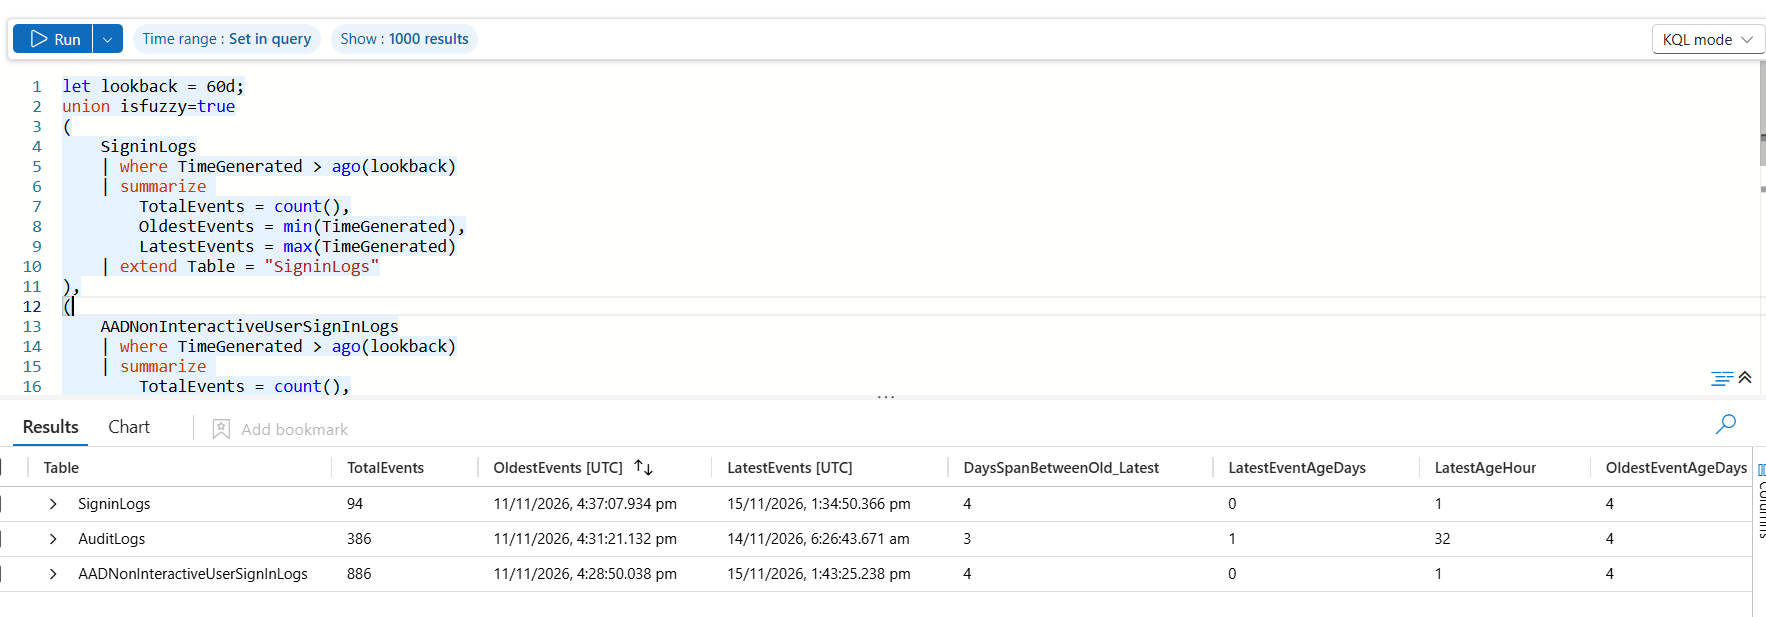 Run
Time range : Set in query
Show : 1000 results
KQL mode
1 let lookback = 60d;
2 union isfuzzy=true
3 (
4 SigninLogs
5 | where TimeGenerated > ago(lookback)
6 | summarize
7 TotalEvents = count(),
8 OldestEvents = min(TimeGenerated),
9 LatestEvents = max(TimeGenerated)
10 | extend Table = "SigninLogs"
11 ),
12 (
13 AADNonInteractiveUserSignInLogs
14 | where TimeGenerated > ago(lookback)
15 | summarize
16 TotalEvents = count(),
Results Chart Add bookmark
Table TotalEvents OldestEvents [UTC] LatestEvents [UTC] DaysSpanBetweenOld_Latest LatestEventAgeDays LatestAgeHour OldestEventAgeDays
SigninLogs 94 11/11/2026, 4:37:07.934 pm 15/11/2026, 1:34:50.366 pm 4 0 1 4
AuditLogs 386 11/11/2026, 4:31:21.132 pm 14/11/2026, 6:26:43.671 am 3 1 32 4
AADNonInteractiveUserSignInLogs 886 11/11/2026, 4:28:50.038 pm 15/11/2026, 1:43:25.238 pm 4 0 1 4
Columns